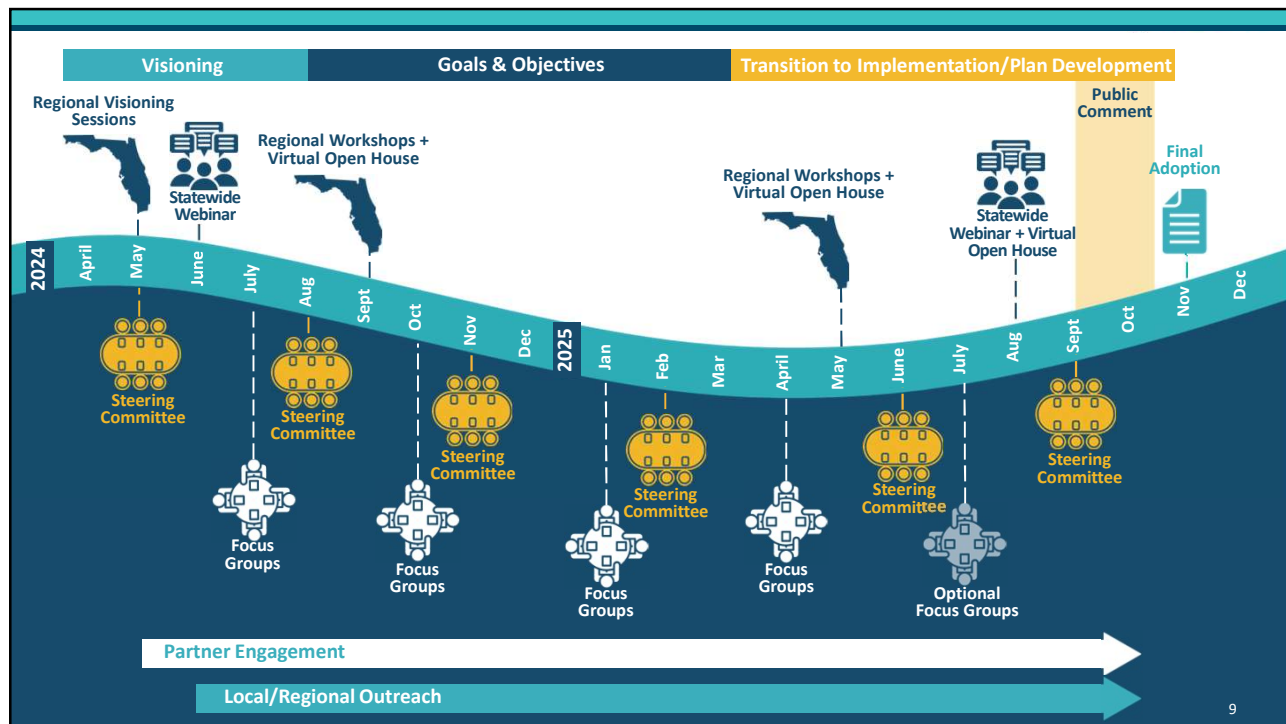 Visioning
Goals & Objectives
Transition to Implementation/Plan Development
Regional Visioning
Sessions
Statewide
Webinar
Regional Workshops +
Virtual Open House
Regional Workshops +
Virtual Open House
Statewide
Webinar + Virtual
Open House
Public
Comment
Final
Adoption
2024
April
May
June
July
Aug
Sept
Oct
Nov
Dec
2025
Jan
Feb
Mar
April
May
June
July
Aug
Sept
Oct
Nov
Dec
Steering
Committee
Focus
Groups
Steering
Committee
Focus
Groups
Steering
Committee
Focus
Groups
Steering
Committee
Focus
Groups
Steering
Committee
Optional
Focus Groups
Steering
Committee
Partner Engagement
Local/Regional Outreach
9